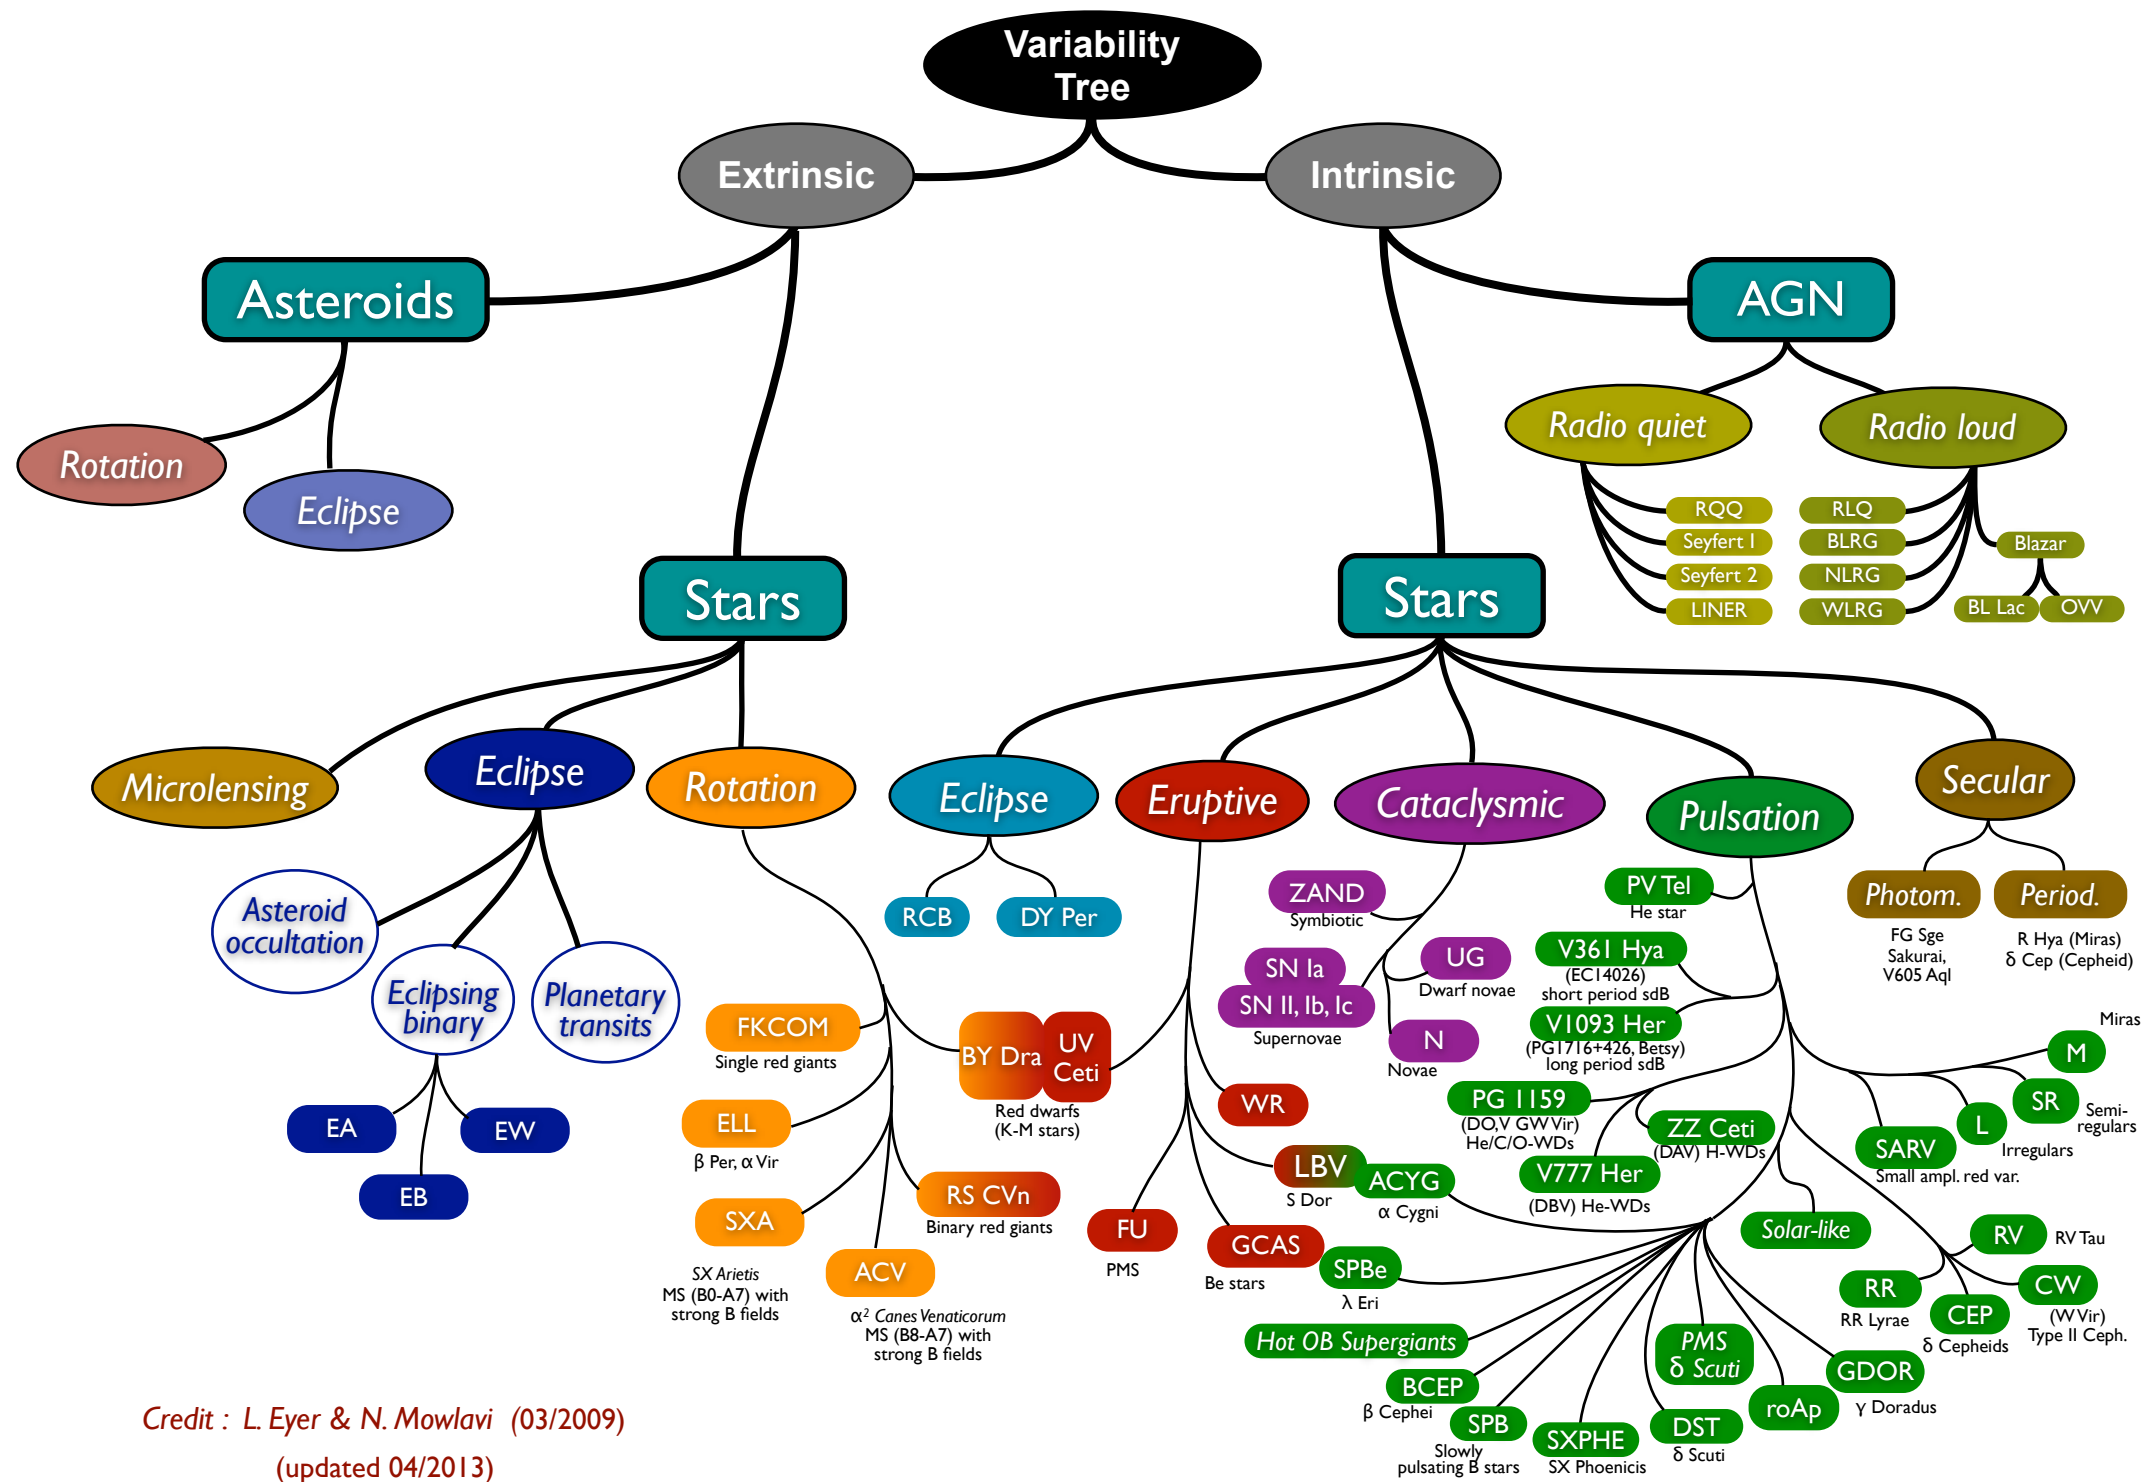 Variability
Tree
Extrinsic
Intrinsic
Asteroids
AGN
Rotation
Eclipse
Radio quiet
Radio loud
RQQ
Seyfert 1
Seyfert 2
LINER
RLQ
BLRG
NLRG
WLRG
Blazar
BL Lac
OVV
Stars
Stars
Microlensing
Eclipse
Rotation
Eclipse
Eruptive
Cataclysmic
Pulsation
Secular
Asteroid
occultation
Eclipsing
binary
Planetary
transits
EA
EB
EW
FKCOM
Single red giants
ELL
β Per, α Vir
SXA
SX Arietis
MS (B0-A7) with
strong B fields
ACV
α² Canes Venaticorum
MS (B8-A7) with
strong B fields
RS CVn
Binary red giants
BY Dra
UV
Ceti
Red dwarfs
(K-M stars)
RCB
DY Per
WR
LBV
S Dor
FU
PMS
GCAS
Be stars
ZAND
Symbiotic
SN Ia
SN II, Ib, Ic
Supernovae
UG
Dwarf novae
N
Novae
PV Tel
He star
V361 Hya
(EC14026)
short period sdB
V1093 Her
(PG1716+426, Betsy)
long period sdB
PG 1159
(DO,V GW Vir)
He/C/O-WDs
ZZ Ceti
(DAV) H-WDs
V777 Her
(DBV) He-WDs
ACYG
α Cygni
SPBe
λ Eri
Hot OB Supergiants
BCEP
β Cephei
SPB
Slowly
pulsating B stars
SXPHE
SX Phoenicis
DST
δ Scuti
PMS
δ Scuti
roAp
GDOR
γ Doradus
Solar-like
RR
RR Lyrae
CEP
δ Cepheids
RV
RV Tau
CW
(W Vir)
Type II Ceph.
Miras
M
SR
Semi-
regulars
L
Irregulars
SARV
Small ampl. red var.
Photom.
FG Sge
Sakurai,
V605 Aql
Period.
R Hya (Miras)
δ Cep (Cepheid)
Credit : L. Eyer & N. Mowlavi (03/2009)
(updated 04/2013)